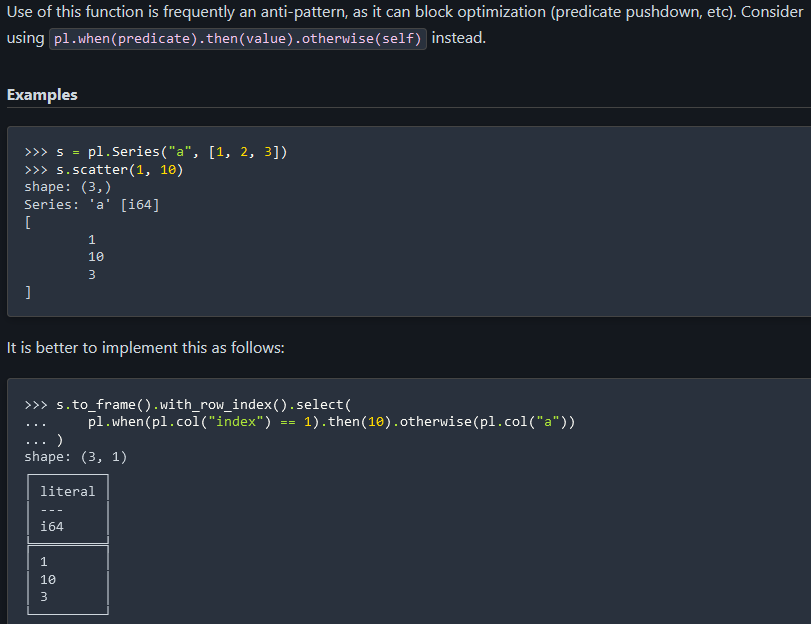 Use of this function is frequently an anti-pattern, as it can block optimization (predicate pushdown, etc). Consider
using pl.when(predicate).then(value).otherwise(self) instead.
Examples
>>> s = pl.Series("a", [1, 2, 3])
>>> s.scatter(1, 10)
shape: (3,)
Series: 'a' [i64]
[
        1
        10
        3
]
It is better to implement this as follows:
>>> s.to_frame().with_row_index().select(
...     pl.when(pl.col("index") == 1).then(10).otherwise(pl.col("a"))
... )
shape: (3, 1)
literal
---
i64
1
10
3